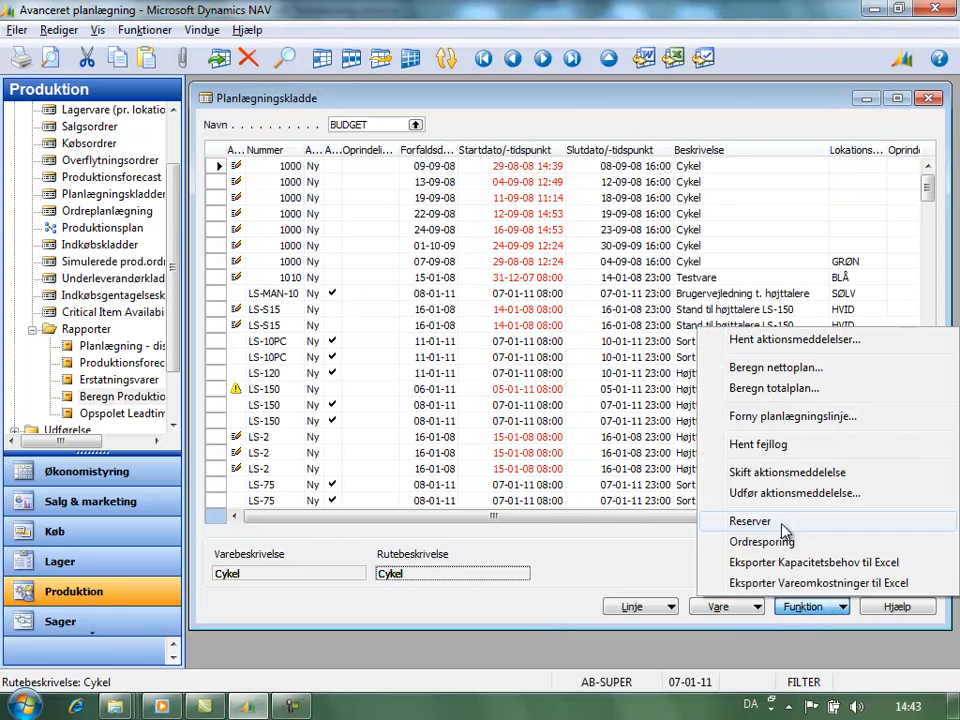 Avanceret planlægning - Microsoft Dynamics NAV
Filer Rediger Vis Funktioner Vindue Hjælp
Produktion
Lagervare (pr. lokatio
Salgsordrer
Købsordrer
Overflytningsordrer
Produktionsforecast
Planlægningskladder
Ordreplanlægning
Produktionsplan
Indkøbskladder
Simulerede prod.ordr
Underleverandørklad
Indkøbsgentagelsesk
Critical Item Availabi
Rapporter
Planlægning - dis
Produktionsforec
Erstatningsvarer
Beregn Produktio
Opspolet Leadtim
Udførelse
Økonomistyring
Salg & marketing
Køb
Lager
Produktion
Sager
Planlægningskladde
Navn . . . . . . . . . . BUDGET
A... Nummer A... A... Oprindeli... Forfaldsd... Startdato/-tidspunkt Slutdato/-tidspunkt Beskrivelse Lokations... Oprind
1000 Ny 09-09-08 29-08-08 14:39 08-09-08 16:00 Cykel
1000 Ny 13-09-08 04-09-08 12:49 12-09-08 16:00 Cykel
1000 Ny 19-09-08 11-09-08 11:14 18-09-08 16:00 Cykel
1000 Ny 22-09-08 12-09-08 14:53 19-09-08 16:00 Cykel
1000 Ny 24-09-08 16-09-08 14:53 23-09-08 16:00 Cykel
1000 Ny 01-10-09 24-09-09 12:24 30-09-09 16:00 Cykel
1000 Ny 07-09-08 29-08-08 12:24 04-09-08 16:00 Cykel GRØN
1010 Ny 15-01-08 31-12-07 08:00 14-01-08 23:00 Testvare BLÅ
LS-MAN-10 Ny 08-01-11 07-01-11 08:00 07-01-11 23:00 Brugervejledning t. højttalere SØLV
LS-S15 Ny 16-01-08 14-01-08 08:00 15-01-08 23:00 Stand til højttalere LS-150 HVID
LS-S15 Ny 16-01-08 14-01-08 08:00 15-01-08 23:00 Stand til højttalere LS-150 HVID
LS-10PC Ny 11-01-11 07-01-11 08:00 07-01-11 23:00 Sort
LS-10PC Ny 11-01-11 07-01-11 08:00 07-01-11 23:00 Sort
LS-120 Ny 11-01-11 07-01-11 08:00 07-01-11 23:00 Højtt
LS-150 Ny 06-01-11 05-01-11 08:00 05-01-11 23:00 Højtt
LS-150 Ny 08-01-11 07-01-11 08:00 07-01-11 23:00 Højtt
LS-150 Ny 08-01-11 07-01-11 08:00 07-01-11 23:00 Højtt
LS-2 Ny 16-01-08 15-01-08 08:00 15-01-08 23:00 Højtt
LS-2 Ny 16-01-08 15-01-08 08:00 15-01-08 23:00 Højtt
LS-2 Ny 16-01-08 15-01-08 08:00 15-01-08 23:00 Højtt
LS-75 Ny 08-01-11 07-01-11 08:00 07-01-11 23:00 Højtt
LS-75 Ny 08-01-11 07-01-11 08:00 07-01-11 23:00 Højtt
Hent aktionsmeddelelser...
Beregn nettoplan...
Beregn totalplan...
Forny planlægningslinje...
Hent fejllog
Skift aktionsmeddelelse
Udfør aktionsmeddelelse...
Reserver
Ordresporing
Eksporter Kapacitetsbehov til Excel
Eksporter Vareomkostninger til Excel
Varebeskrivelse Rutebeskrivelse
Cykel Cykel
Linje Vare Funktion Hjælp
Rutebeskrivelse: Cykel AB-SUPER 07-01-11 FILTER
DA 14:43